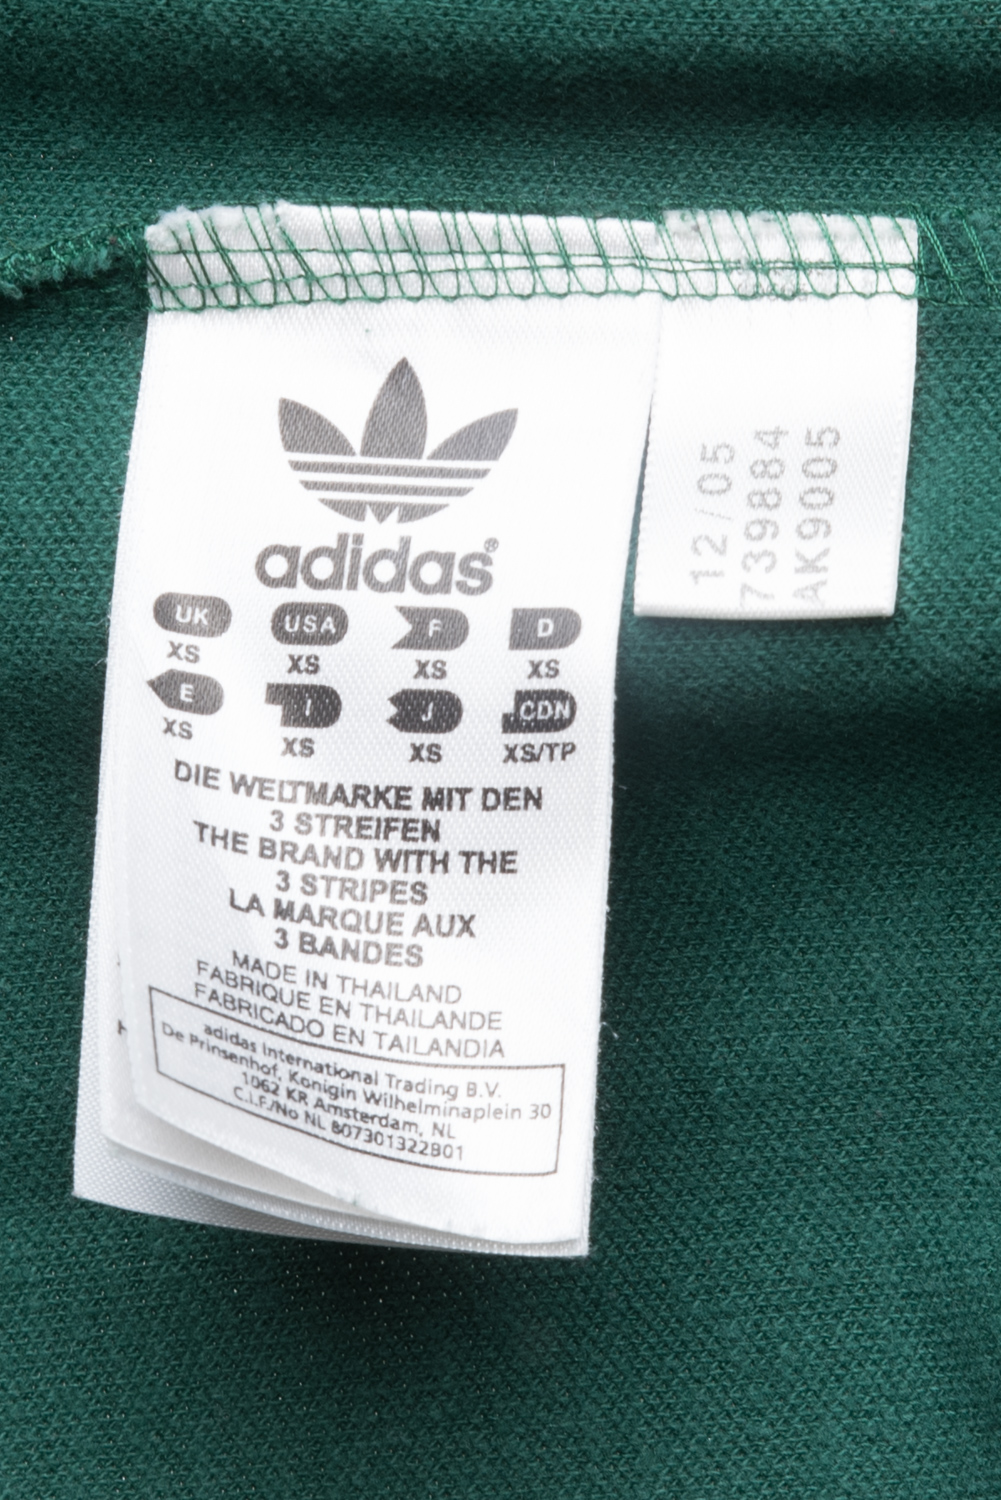 adidas®
UK USA F D
XS XS XS XS
E I J CDN
XS XS XS XS/TP
DIE WELTMARKE MIT DEN
3 STREIFEN
THE BRAND WITH THE
3 STRIPES
LA MARQUE AUX
3 BANDES
MADE IN THAILAND
FABRIQUE EN THAILANDE
FABRICADO EN TAILANDIA
adidas International Trading B.V.
De Prinsenhof, Konigin Wilhelminaplein 30
1062 KR Amsterdam, NL
C.I.F./No NL 807301322B01
12/05
739884
AK9005